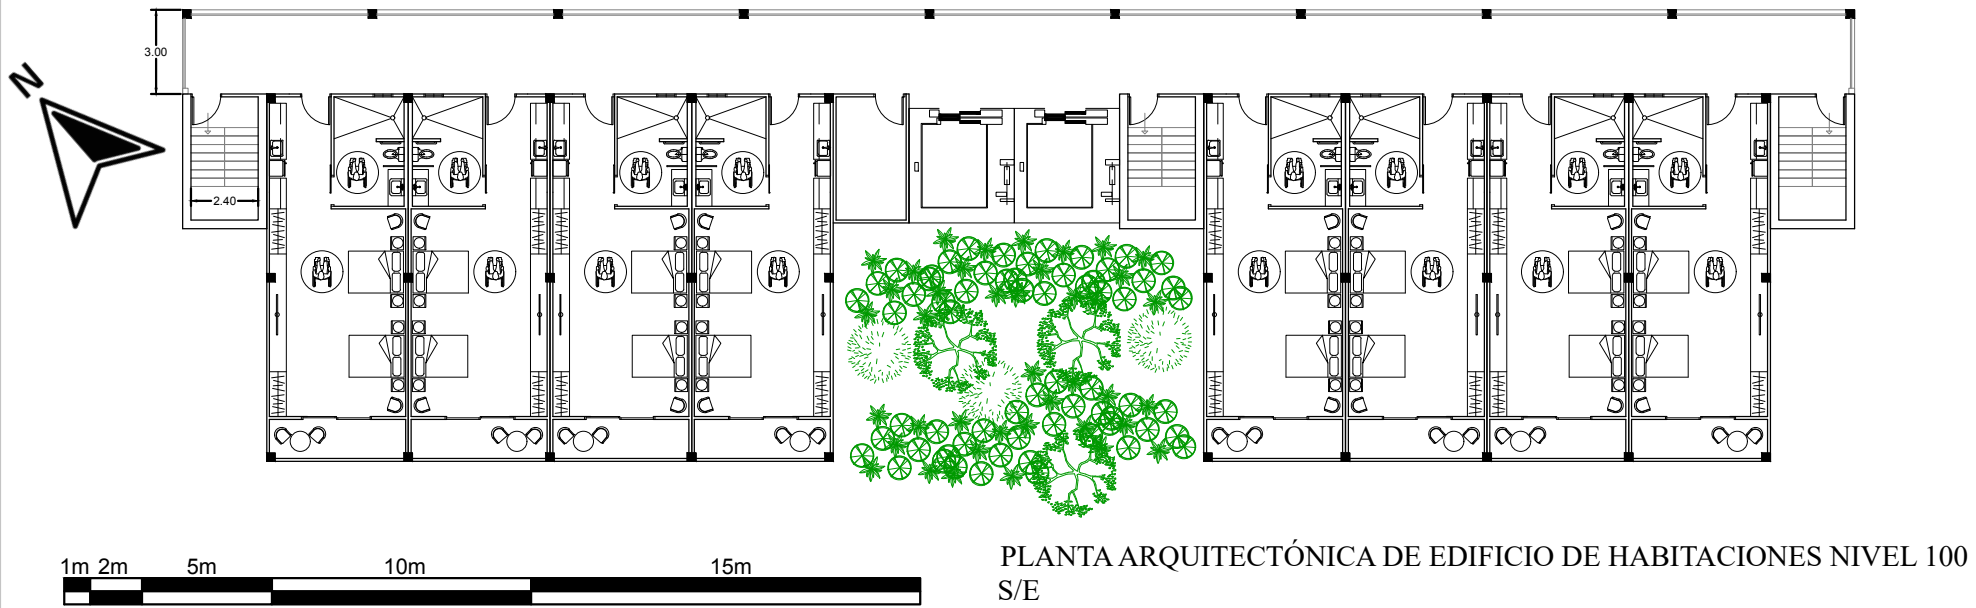 3.00
N
2.40
1m 2m 5m 10m 15m
PLANTA ARQUITECTÓNICA DE EDIFICIO DE HABITACIONES NIVEL 100
S/E